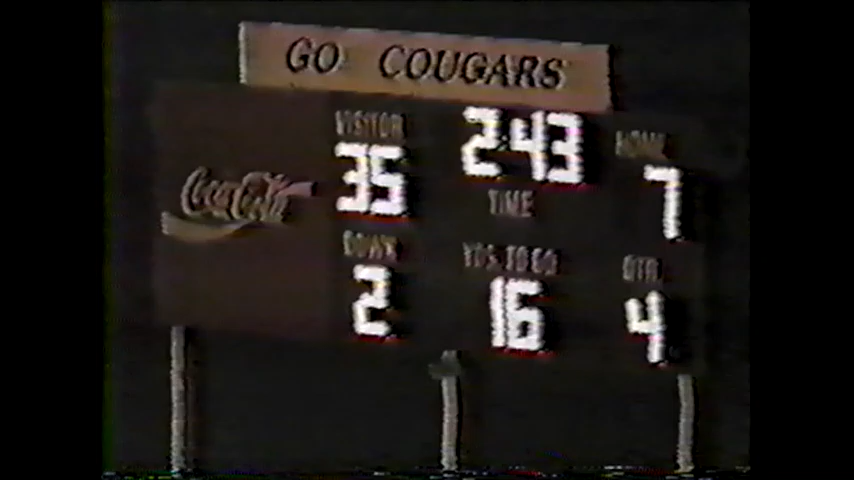 GO COUGARS
VISITOR 2:43 HOME
35 TIME 7
Coca-Cola
DOWN YDS. TO GO QTR
2 16 4